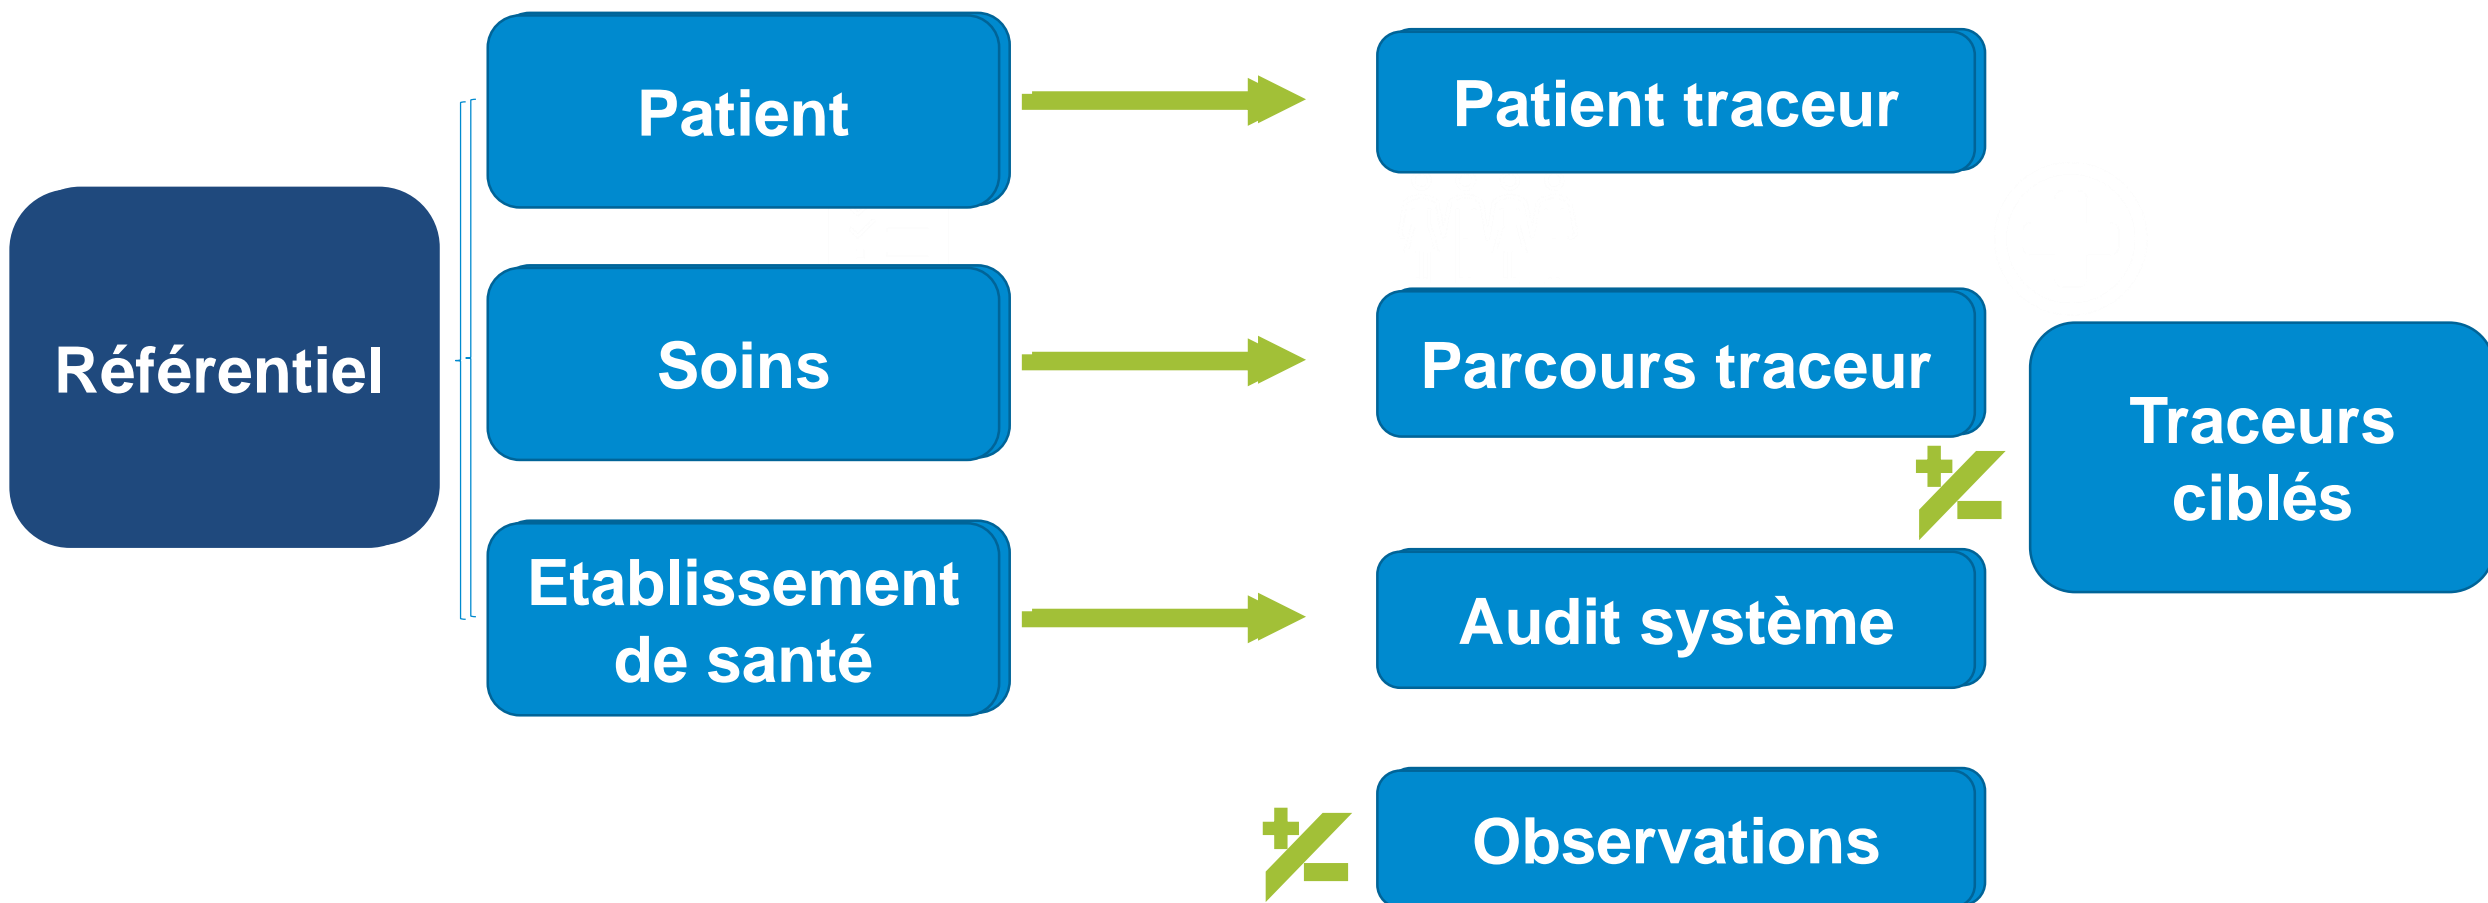 Patient
Patient traceur
Référentiel
Soins
Parcours traceur
Traceurs
ciblés
Etablissement
de santé
Audit système
Observations